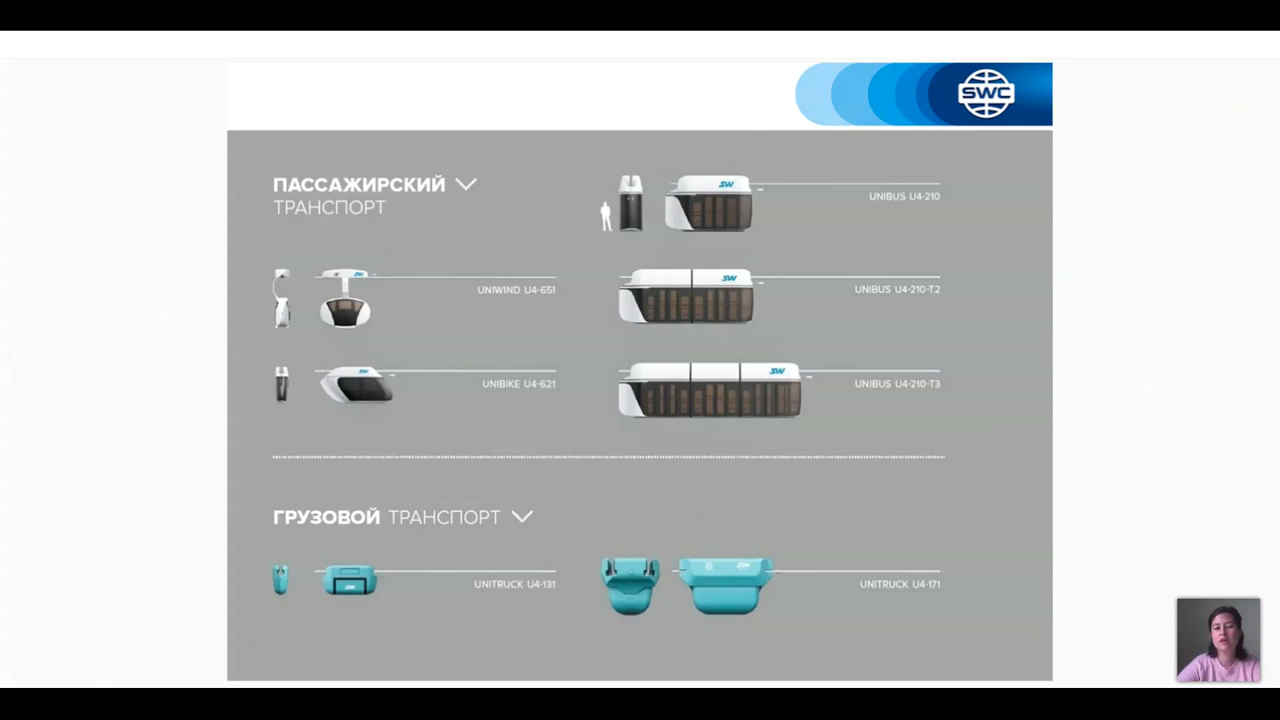 SWC
ПАССАЖИРСКИЙ
ТРАНСПОРТ
SW
UNIBUS U4-210
SW
UNIWIND U4-651
SW
UNIBUS U4-210-T2
SW
UNIBIKE U4-621
SW
UNIBUS U4-210-T3
ГРУЗОВОЙ ТРАНСПОРТ
SW
UNITRUCK U4-131
SW
UNITRUCK U4-171